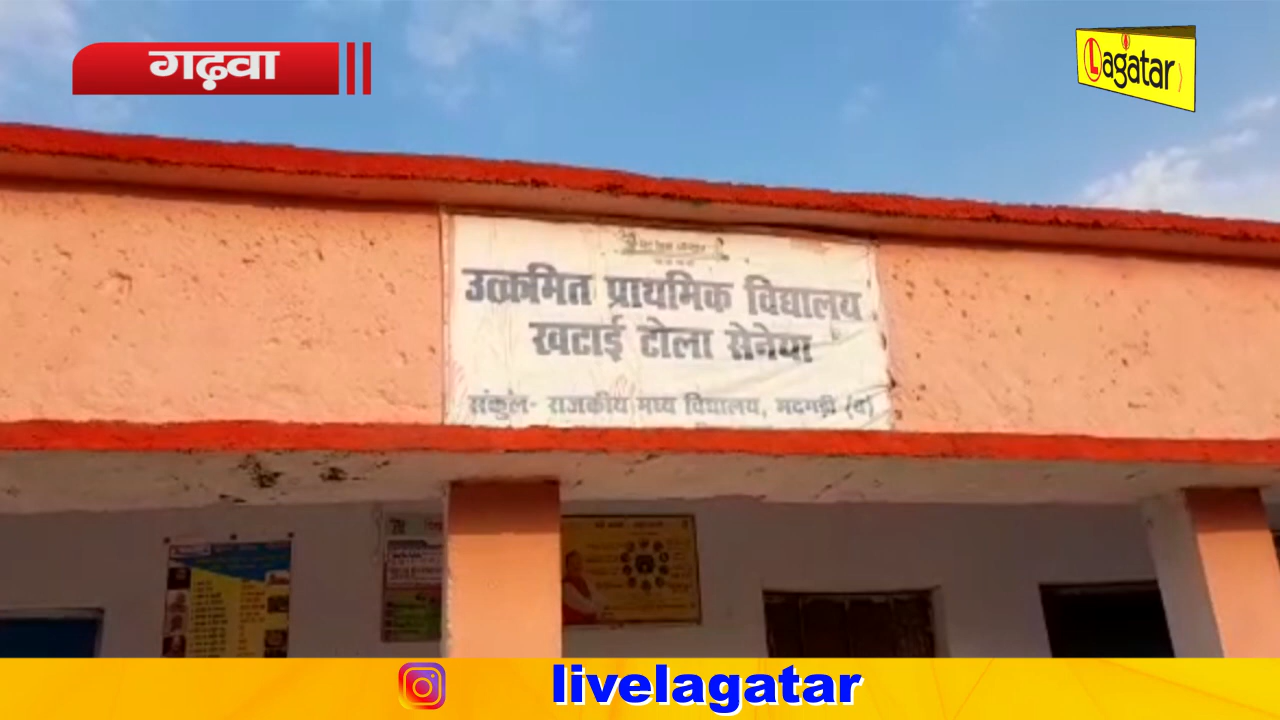 गढ़वा
Lagatar
उत्क्रमित प्राथमिक विद्यालय
खटाई टोला सेनेया
संकुल- राजकीय मध्य विद्यालय, मदगड़ी (द)
livelagatar